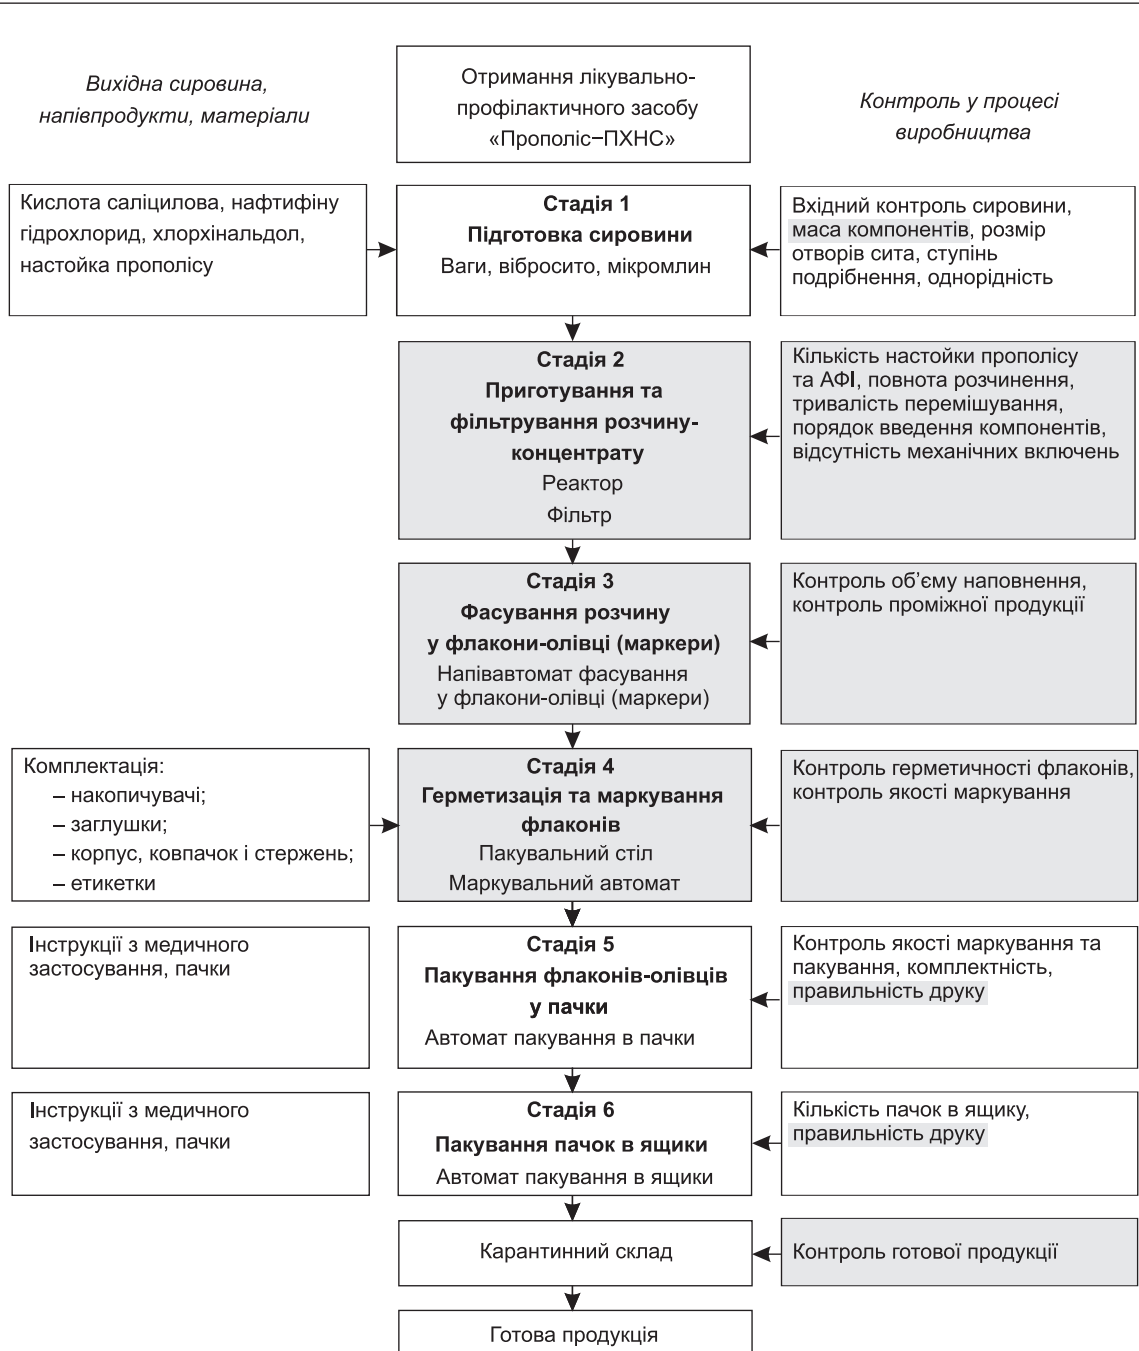 Вихідна сировина,
напівпродукти, матеріали
Отримання лікувально-
профілактичного засобу
«Прополіс–ПХНС»
Контроль у процесі
виробництва
Кислота саліцилова, нафтифіну
гідрохлорид, хлорхінальдол,
настойка прополісу
Стадія 1
Підготовка сировини
Ваги, вібросито, мікромлин
Вхідний контроль сировини,
маса компонентів, розмір
отворів сита, ступінь
подрібнення, однорідність
Стадія 2
Приготування та
фільтрування розчину-
концентрату
Реактор
Фільтр
Кількість настойки прополісу
та АФІ, повнота розчинення,
тривалість перемішування,
порядок введення компонентів,
відсутність механічних включень
Стадія 3
Фасування розчину
у флакони-олівці (маркери)
Напівавтомат фасування
у флакони-олівці (маркери)
Контроль об’єму наповнення,
контроль проміжної продукції
Комплектація:
– накопичувачі;
– заглушки;
– корпус, ковпачок і стержень;
– етикетки
Стадія 4
Герметизація та маркування
флаконів
Пакувальний стіл
Маркувальний автомат
Контроль герметичності флаконів,
контроль якості маркування
Інструкції з медичного
застосування, пачки
Стадія 5
Пакування флаконів-олівців
у пачки
Автомат пакування в пачки
Контроль якості маркування та
пакування, комплектність,
правильність друку
Інструкції з медичного
застосування, пачки
Стадія 6
Пакування пачок в ящики
Автомат пакування в ящики
Кількість пачок в ящику,
правильність друку
Карантинний склад
Контроль готової продукції
Готова продукція